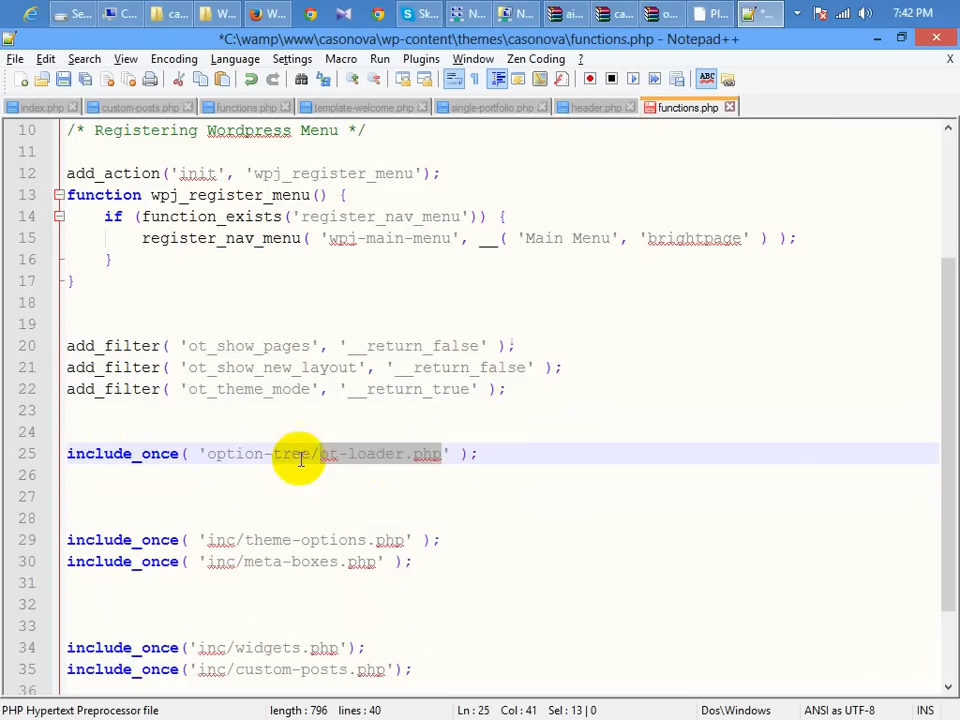 Se...
C:...
ca...
W...
W...
Sk...
N...
N...
ai...
ca...
o...
Pl...
*...
7:42 PM
*C:\wamp\www\casonova\wp-content\themes\casonova\functions.php - Notepad++
File Edit Search View Encoding Language Settings Macro Run Plugins Window Zen Coding ? X
index.php custom-posts.php functions.php template-welcome.php single-portfolio.php header.php functions.php
10 /* Registering Wordpress Menu */
11
12 add_action('init', 'wpj_register_menu');
13 function wpj_register_menu() {
14 if (function_exists('register_nav_menu')) {
15 register_nav_menu( 'wpj-main-menu', __( 'Main Menu', 'brightpage' ) );
16 }
17 }
18
19
20 add_filter( 'ot_show_pages', '__return_false' );
21 add_filter( 'ot_show_new_layout', '__return_false' );
22 add_filter( 'ot_theme_mode', '__return_true' );
23
24
25 include_once( 'option-tree/ot-loader.php' );
26
27
28
29 include_once( 'inc/theme-options.php' );
30 include_once( 'inc/meta-boxes.php' );
31
32
33
34 include_once('inc/widgets.php');
35 include_once('inc/custom-posts.php');
36
PHP Hypertext Preprocessor file length : 796 lines : 40 Ln : 25 Col : 41 Sel : 13 | 0 Dos\Windows ANSI as UTF-8 INS